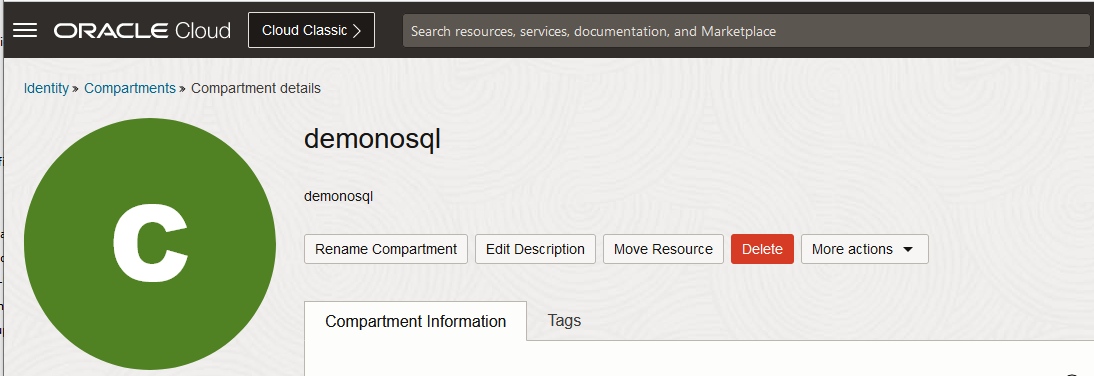 ORACLE Cloud
Cloud Classic
Search resources, services, documentation, and Marketplace
Identity » Compartments » Compartment details
C
demonosql
demonosql
Rename Compartment
Edit Description
Move Resource
Delete
More actions
Compartment Information
Tags